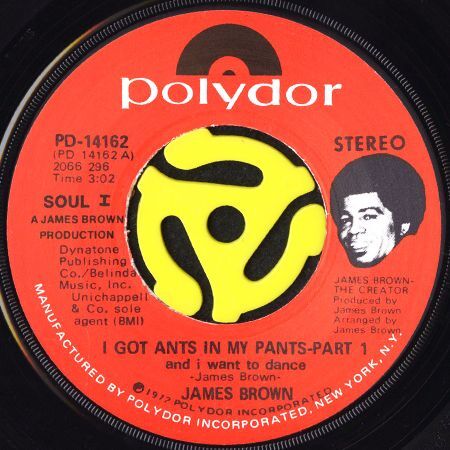 polydor
PD-14162
(PD 14162 A)
2066 296
Time 3:02
SOUL I
A JAMES BROWN
PRODUCTION
Dynatone
Publishing
Co./Belinda
Music, Inc.
Unichappell
& Co. sole
agent (BMI)
STEREO
JAMES BROWN-
THE CREATOR
Produced by
James Brown
Arranged by
James Brown
I GOT ANTS IN MY PANTS-PART 1
and i want to dance
-James Brown-
JAMES BROWN
POLYDOR INCORPORATED
MANUFACTURED BY POLYDOR INCORPORATED, NEW YORK, N.Y.